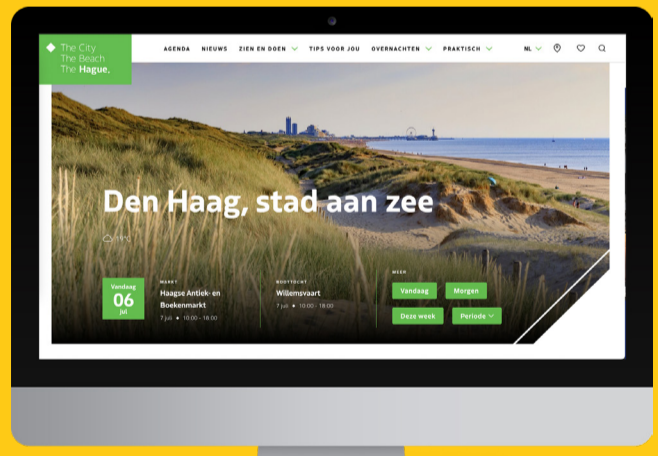 The City
The Beach
The Hague.
AGENDA NIEUWS ZIEN EN DOEN TIPS VOOR JOU OVERNACHTEN PRAKTISCH NL
Den Haag, stad aan zee
19°C
Vandaag
06
jul
MARKT
Haagse Antiek- en
Boekenmarkt
7 juli • 10:00 - 18:00
BOOTTOCHT
Willemsvaart
7 juli • 10:00 - 18:00
MEER
Vandaag
Morgen
Deze week
Periode